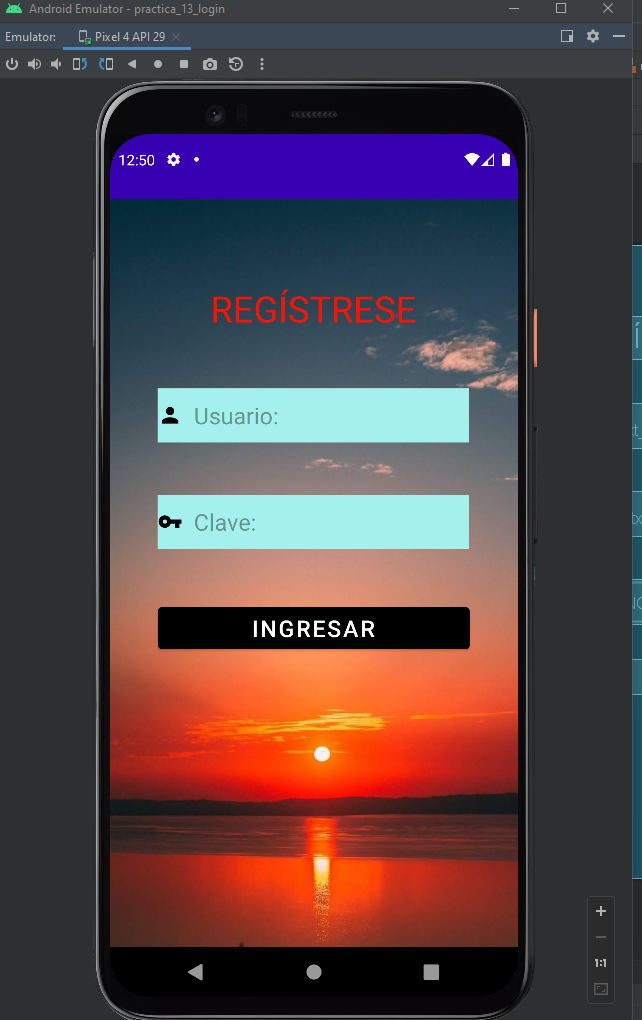 Android Emulator - practica_13_login
Emulator:
Pixel 4 API 29
12:50
REGÍSTRESE
Usuario:
Clave:
INGRESAR
1:1